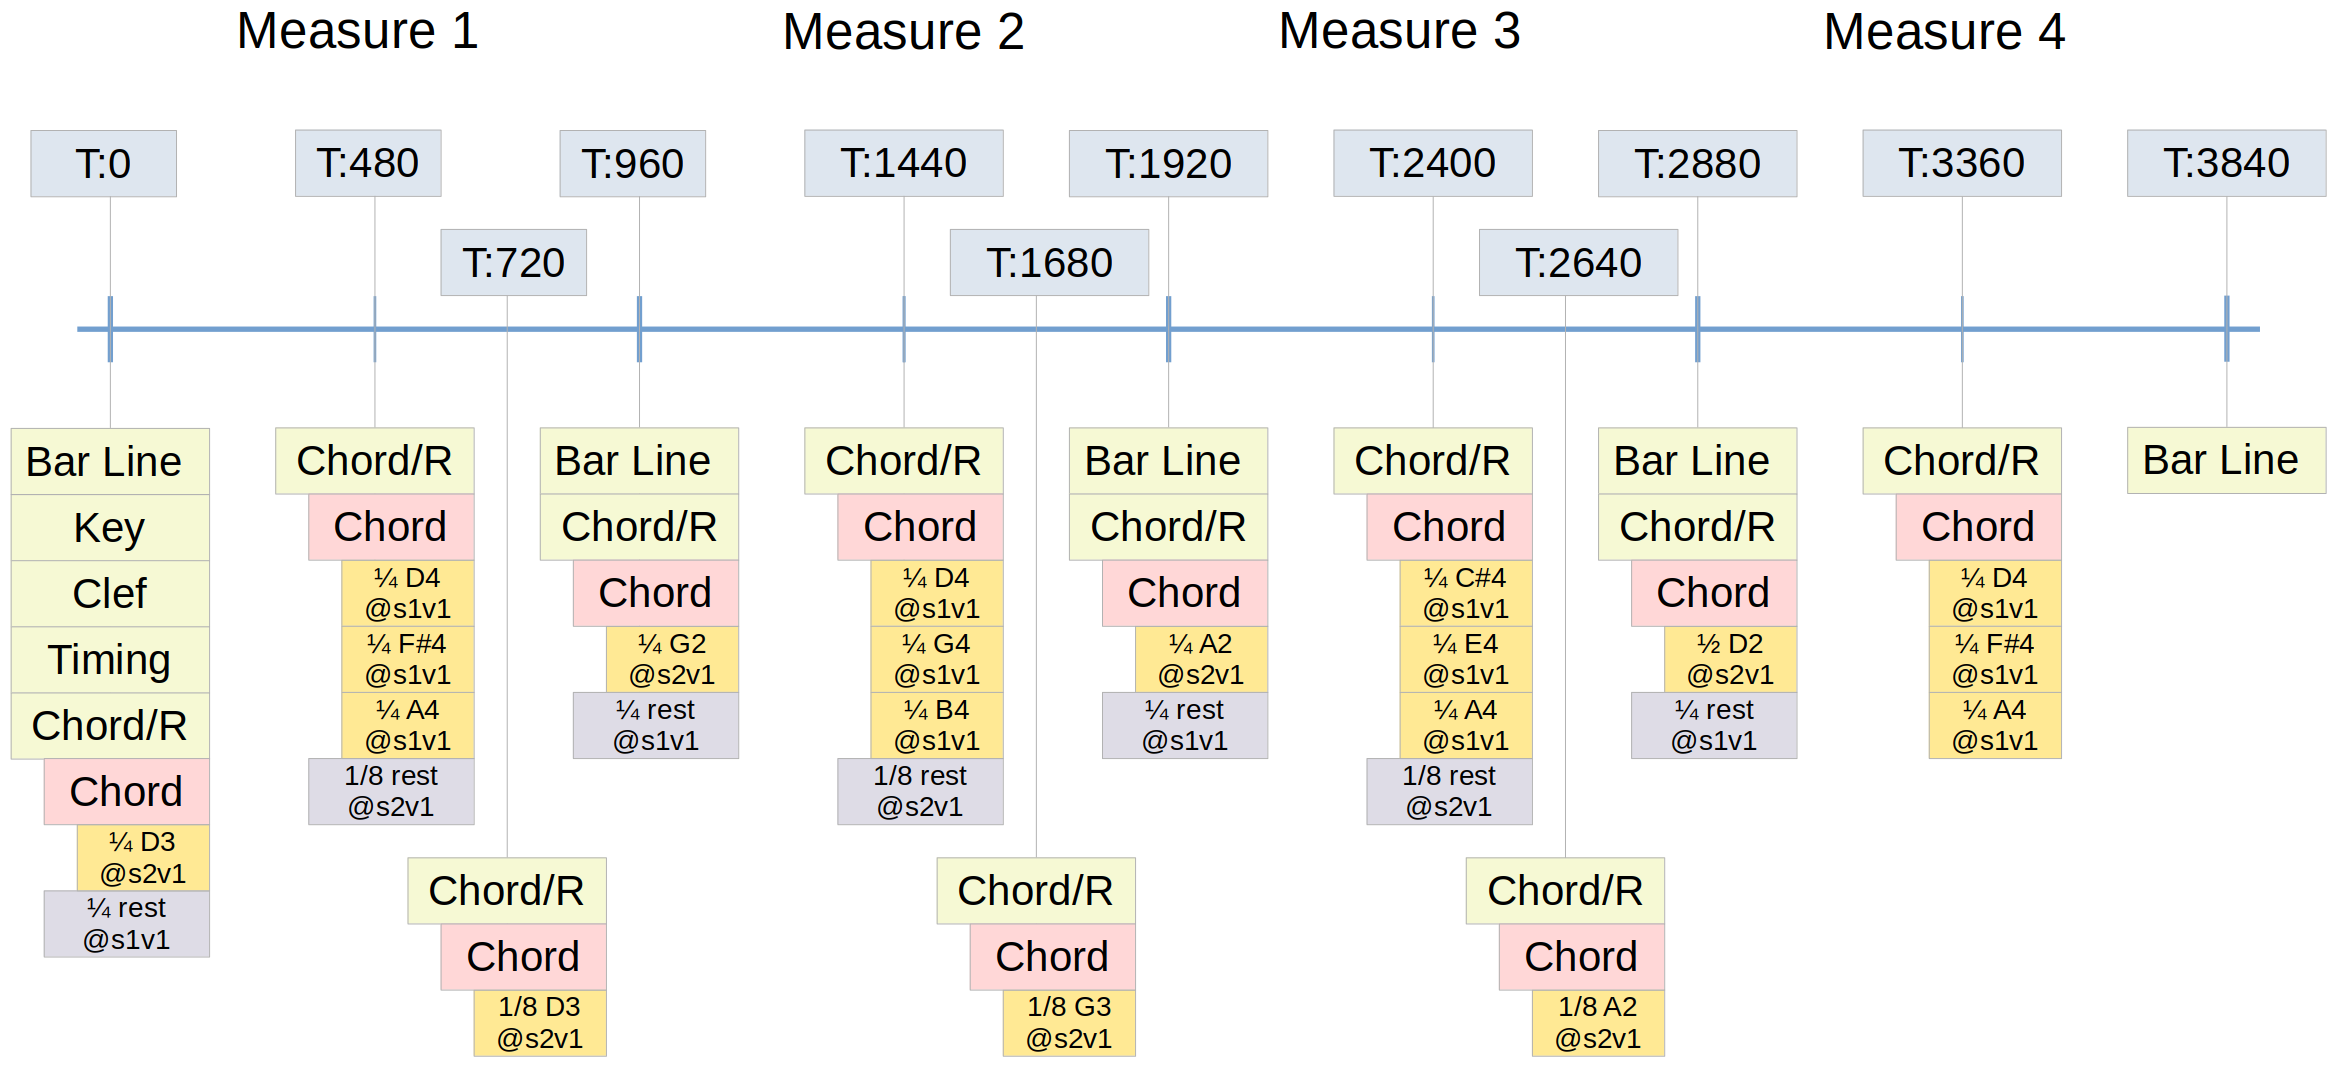 Measure 1
Measure 2
Measure 3
Measure 4
T:0
T:480
T:960
T:1440
T:1920
T:2400
T:2880
T:3360
T:3840
T:720
T:1680
T:2640
Bar Line
Key
Clef
Timing
Chord/R
Chord
¼ D3
@s2v1
¼ rest
@s1v1
Chord/R
Chord
¼ D4
@s1v1
¼ F#4
@s1v1
¼ A4
@s1v1
1/8 rest
@s2v1
Chord/R
Chord
1/8 D3
@s2v1
Bar Line
Chord/R
Chord
¼ G2
@s2v1
¼ rest
@s1v1
Chord/R
Chord
¼ D4
@s1v1
¼ G4
@s1v1
¼ B4
@s1v1
1/8 rest
@s2v1
Chord/R
Chord
1/8 G3
@s2v1
Bar Line
Chord/R
Chord
¼ A2
@s2v1
¼ rest
@s1v1
Chord/R
Chord
¼ C#4
@s1v1
¼ E4
@s1v1
¼ A4
@s1v1
1/8 rest
@s2v1
Chord/R
Chord
1/8 A2
@s2v1
Bar Line
Chord/R
Chord
½ D2
@s2v1
¼ rest
@s1v1
Chord/R
Chord
¼ D4
@s1v1
¼ F#4
@s1v1
¼ A4
@s1v1
Bar Line